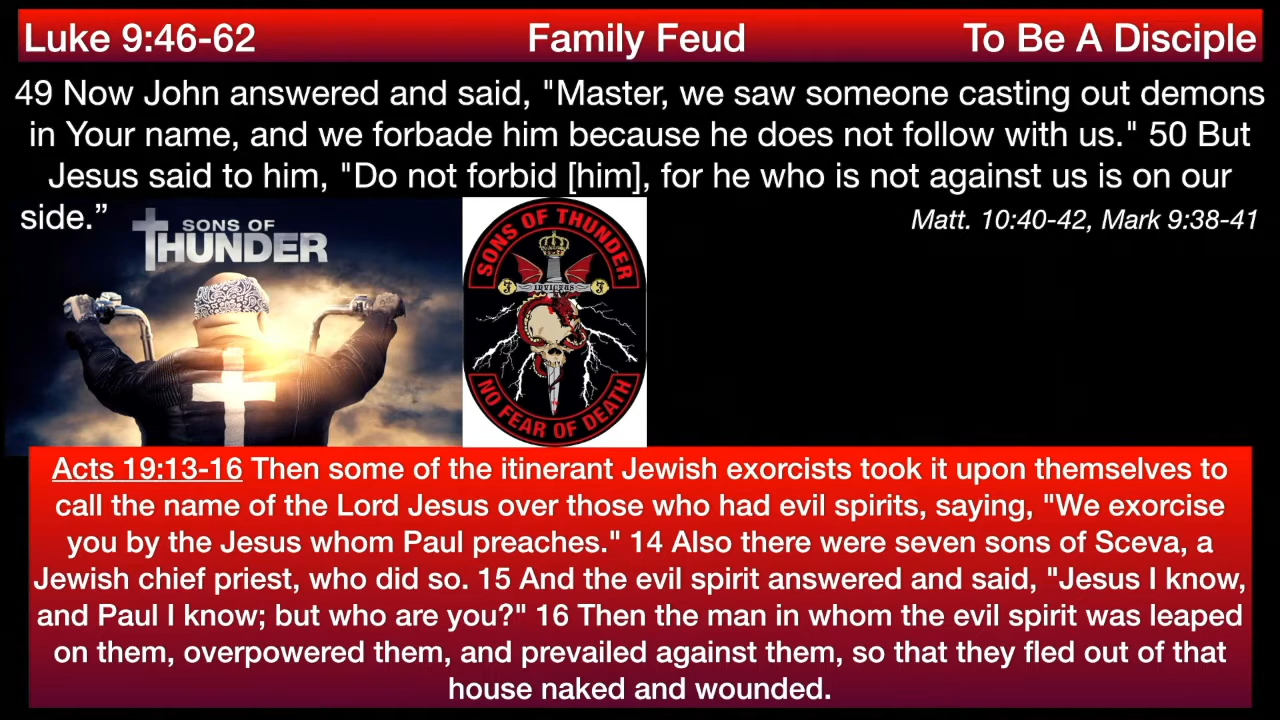 Luke 9:46-62 Family Feud To Be A Disciple
49 Now John answered and said, "Master, we saw someone casting out demons
in Your name, and we forbade him because he does not follow with us." 50 But
Jesus said to him, "Do not forbid [him], for he who is not against us is on our
side.”
Matt. 10:40-42, Mark 9:38-41
SONS OF
THUNDER
SONS OF THUNDER
INVICTUS
NO FEAR OF DEATH
Acts 19:13-16 Then some of the itinerant Jewish exorcists took it upon themselves to
call the name of the Lord Jesus over those who had evil spirits, saying, "We exorcise
you by the Jesus whom Paul preaches." 14 Also there were seven sons of Sceva, a
Jewish chief priest, who did so. 15 And the evil spirit answered and said, "Jesus I know,
and Paul I know; but who are you?" 16 Then the man in whom the evil spirit was leaped
on them, overpowered them, and prevailed against them, so that they fled out of that
house naked and wounded.